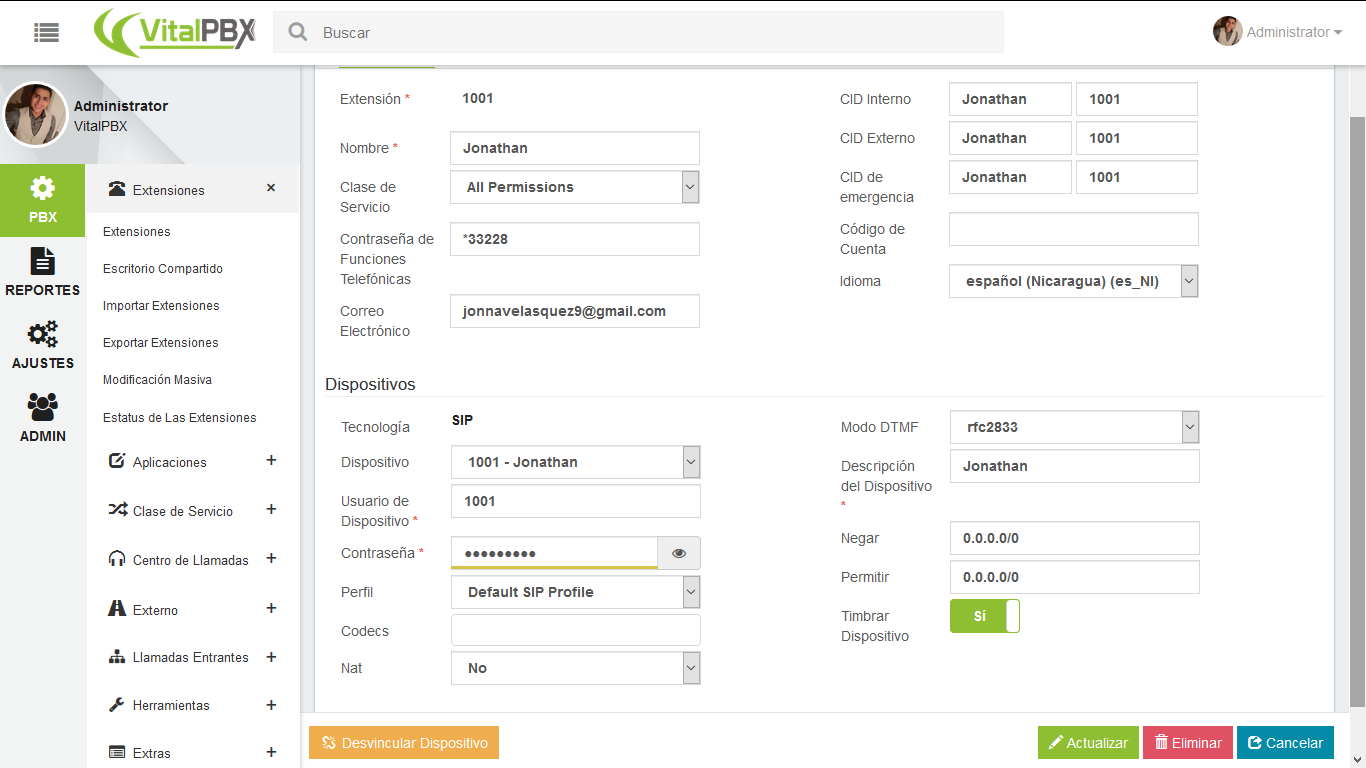 VitalPBX
Buscar
Administrator
Administrator
VitalPBX
PBX
REPORTES
AJUSTES
ADMIN
Extensiones
Extensiones
Escritorio Compartido
Importar Extensiones
Exportar Extensiones
Modificación Masiva
Estatus de Las Extensiones
Aplicaciones
Clase de Servicio
Centro de Llamadas
Externo
Llamadas Entrantes
Herramientas
Extras
Extensión *
1001
Nombre *
Jonathan
Clase de
Servicio
All Permissions
Contraseña de
Funciones
Telefónicas
*33228
Correo
Electrónico
jonnavelasquez9@gmail.com
CID Interno
Jonathan
1001
CID Externo
Jonathan
1001
CID de
emergencia
Jonathan
1001
Código de
Cuenta
Idioma
español (Nicaragua) (es_NI)
Dispositivos
Tecnología
SIP
Dispositivo
1001 - Jonathan
Usuario de
Dispositivo *
1001
Contraseña *
•••••••••
Perfil
Default SIP Profile
Codecs
Nat
No
Modo DTMF
rfc2833
Descripción
del Dispositivo
*
Jonathan
Negar
0.0.0.0/0
Permitir
0.0.0.0/0
Timbrar
Dispositivo
Sí
Desvincular Dispositivo
Actualizar
Eliminar
Cancelar